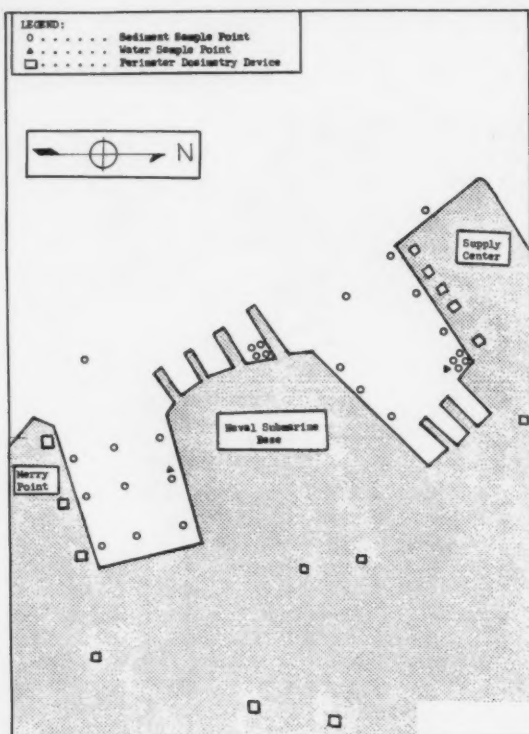 LEGEND:
O . . . . . . Sediment Sample Point
▲ . . . . . . Water Sample Point
□ . . . . . . Perimeter Dosimetry Device
N
Supply
Center
Naval Submarine
Base
Merry
Point